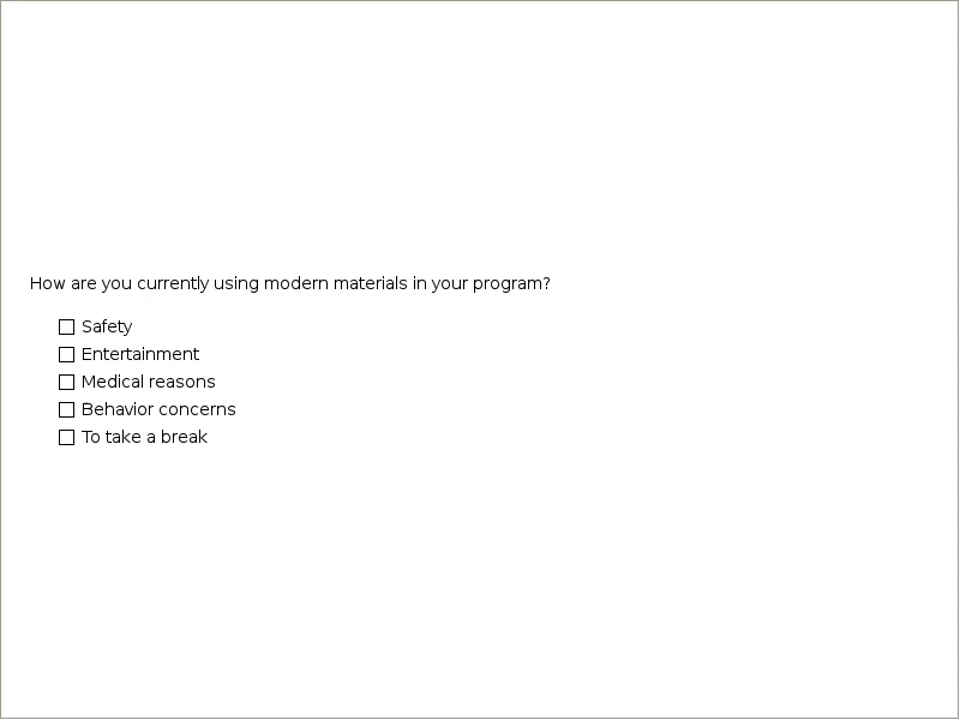 How are you currently using modern materials in your program?
Safety
Entertainment
Medical reasons
Behavior concerns
To take a break